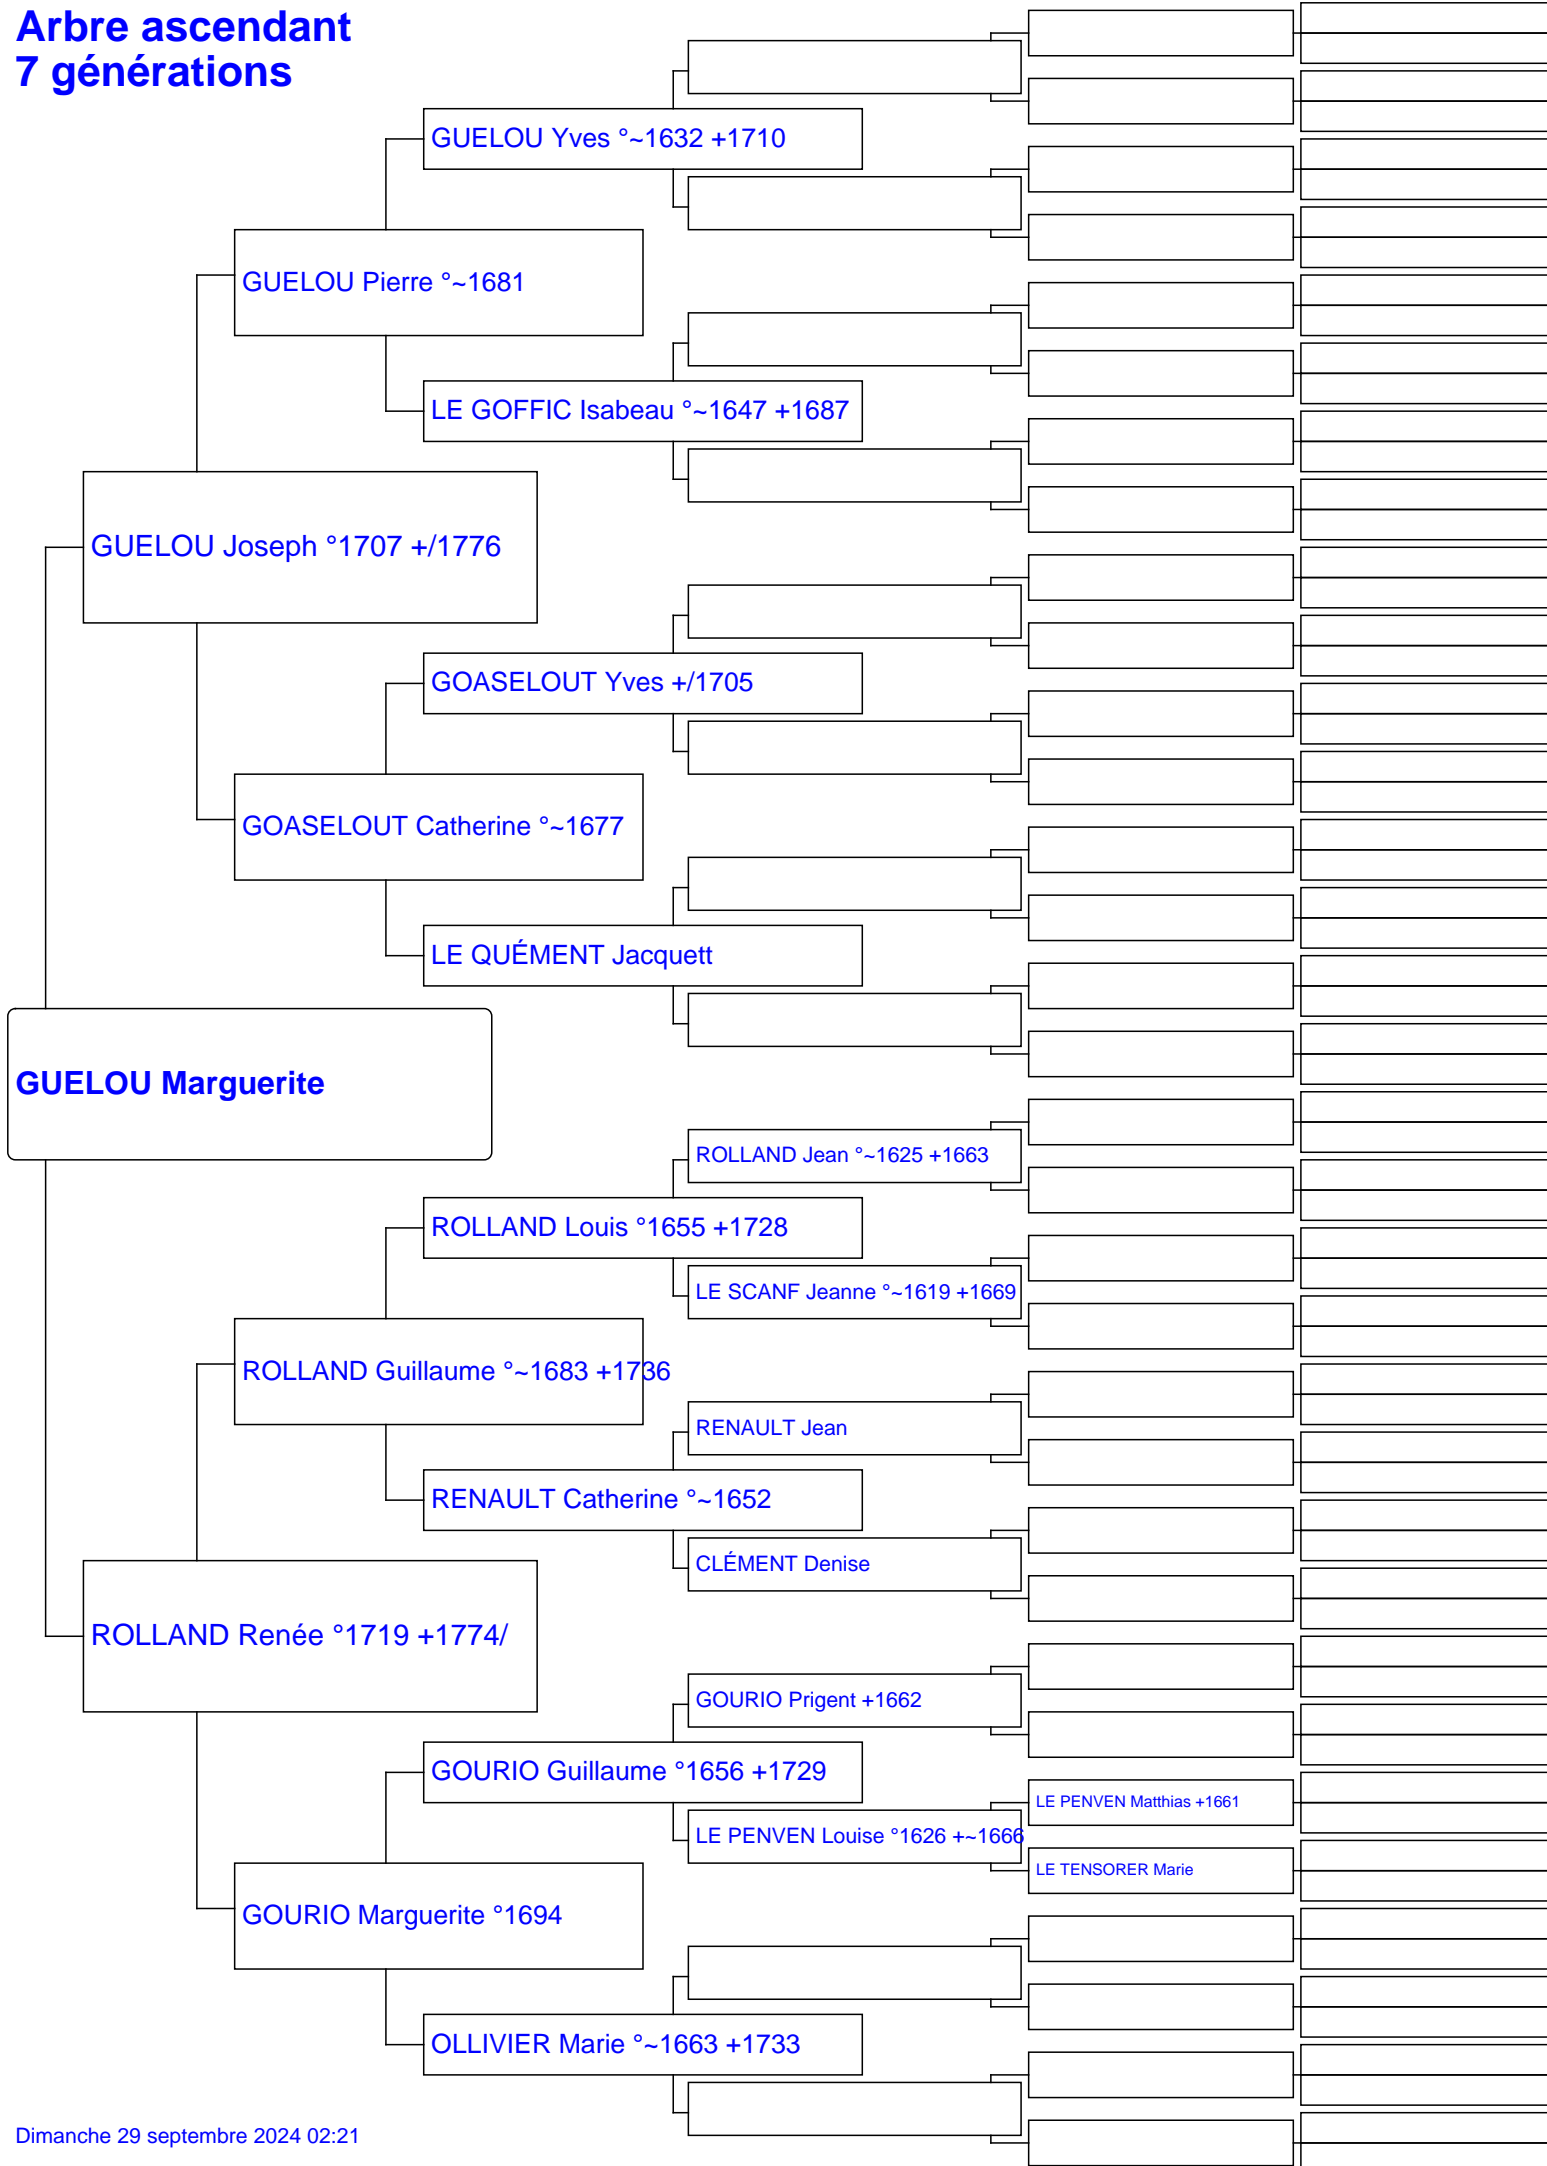 Arbre ascendant
7 générations
GUELOU Yves °~1632 +1710
GUELOU Pierre °~1681
LE GOFFIC Isabeau °~1647 +1687
GUELOU Joseph °1707 +/1776
GOASELOUT Yves +/1705
GOASELOUT Catherine °~1677
LE QUÉMENT Jacquett
GUELOU Marguerite
ROLLAND Jean °~1625 +1663
ROLLAND Louis °1655 +1728
LE SCANF Jeanne °~1619 +1669
ROLLAND Guillaume °~1683 +1736
RENAULT Jean
RENAULT Catherine °~1652
CLÉMENT Denise
ROLLAND Renée °1719 +1774/
GOURIO Prigent +1662
GOURIO Guillaume °1656 +1729
LE PENVEN Matthias +1661
LE PENVEN Louise °1626 +~1666
LE TENSORER Marie
GOURIO Marguerite °1694
OLLIVIER Marie °~1663 +1733
Dimanche 29 septembre 2024 02:21